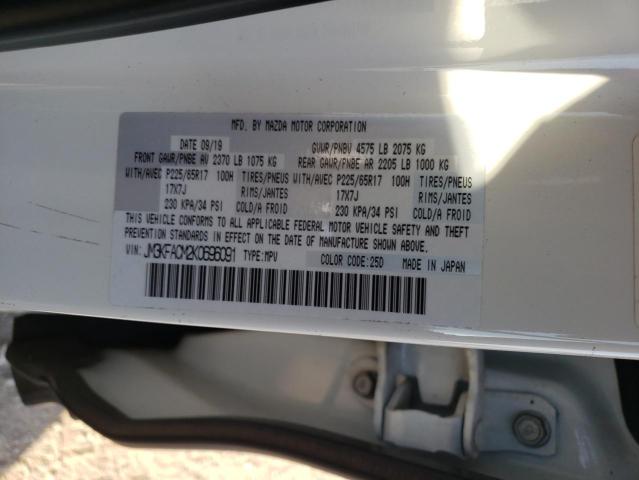 MFD. BY MAZDA MOTOR CORPORATION
DATE 09/19 GVWR/PNBV 4575 LB 2075 KG
FRONT GAWR/PNBE AV 2370 LB 1075 KG REAR GAWR/PNBE AR 2205 LB 1000 KG
WITH/AVEC P225/65R17 100H TIRES/PNEUS WITH/AVEC P225/65R17 100H TIRES/PNEUS
17X7J RIMS/JANTES 17X7J RIMS/JANTES
230 KPA/34 PSI COLD/A FROID 230 KPA/34 PSI COLD/A FROID
THIS VEHICLE CONFORMS TO ALL APPLICABLE FEDERAL MOTOR VEHICLE SAFETY AND THEFT
PREVENTION STANDARDS IN EFFECT ON THE DATE OF MANUFACTURE SHOWN ABOVE.
VIN: JM3KFACM2K0696091 TYPE:MPV COLOR CODE:25D MADE IN JAPAN